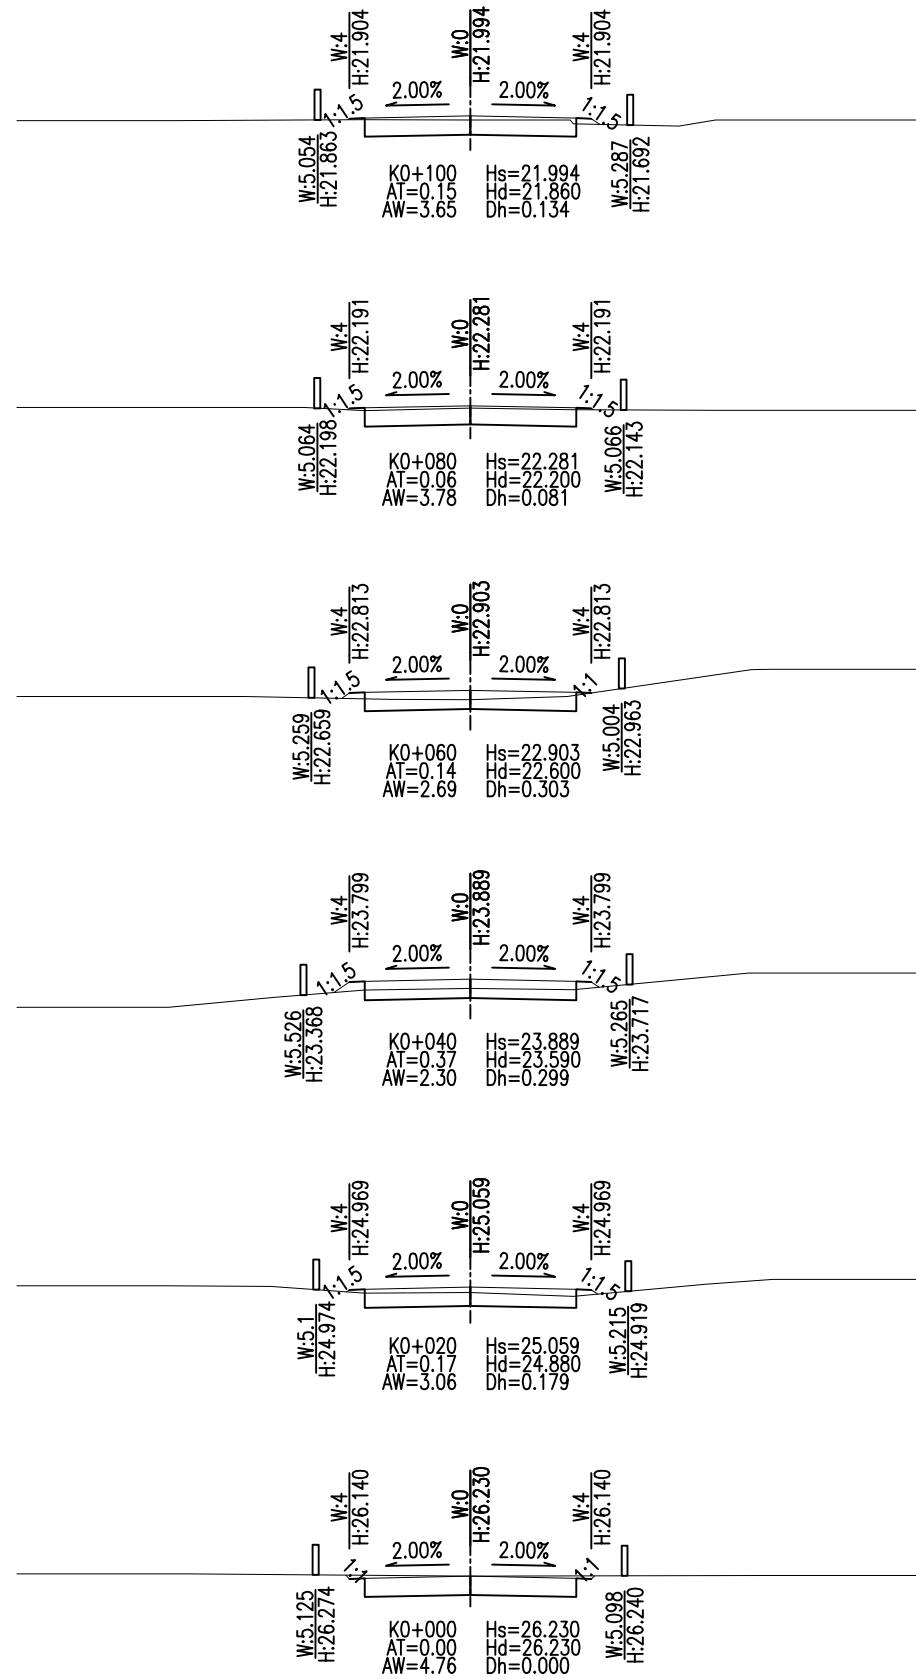 W:4
H:21.904
W:0
H:21.994
W:4
H:21.904
2.00%
2.00%
1:1.5
1:1.5
W:5.054
H:21.863
W:5.287
H:21.692
K0+100 Hs=21.994
AT=0.15 Hd=21.860
AW=3.65 Dh=0.134
W:4
H:22.191
W:0
H:22.281
W:4
H:22.191
2.00%
2.00%
1:1.5
1:1.5
W:5.064
H:22.198
W:5.066
H:22.143
K0+080 Hs=22.281
AT=0.06 Hd=22.200
AW=3.78 Dh=0.081
W:4
H:22.813
W:0
H:22.903
W:4
H:22.813
2.00%
2.00%
1:1.5
1:1
W:5.259
H:22.659
W:5.004
H:22.963
K0+060 Hs=22.903
AT=0.14 Hd=22.600
AW=2.69 Dh=0.303
W:4
H:23.799
W:0
H:23.889
W:4
H:23.799
2.00%
2.00%
1:1.5
1:1.5
W:5.526
H:23.368
W:5.265
H:23.717
K0+040 Hs=23.889
AT=0.37 Hd=23.590
AW=2.30 Dh=0.299
W:4
H:24.969
W:0
H:25.059
W:4
H:24.969
2.00%
2.00%
1:1.5
1:1.5
W:5.1
H:24.974
W:5.215
H:24.919
K0+020 Hs=25.059
AT=0.17 Hd=24.880
AW=3.06 Dh=0.179
W:4
H:26.140
W:0
H:26.230
W:4
H:26.140
2.00%
2.00%
1:1
1:1
W:5.125
H:26.274
W:5.098
H:26.240
K0+000 Hs=26.230
AT=0.00 Hd=26.230
AW=4.76 Dh=0.000